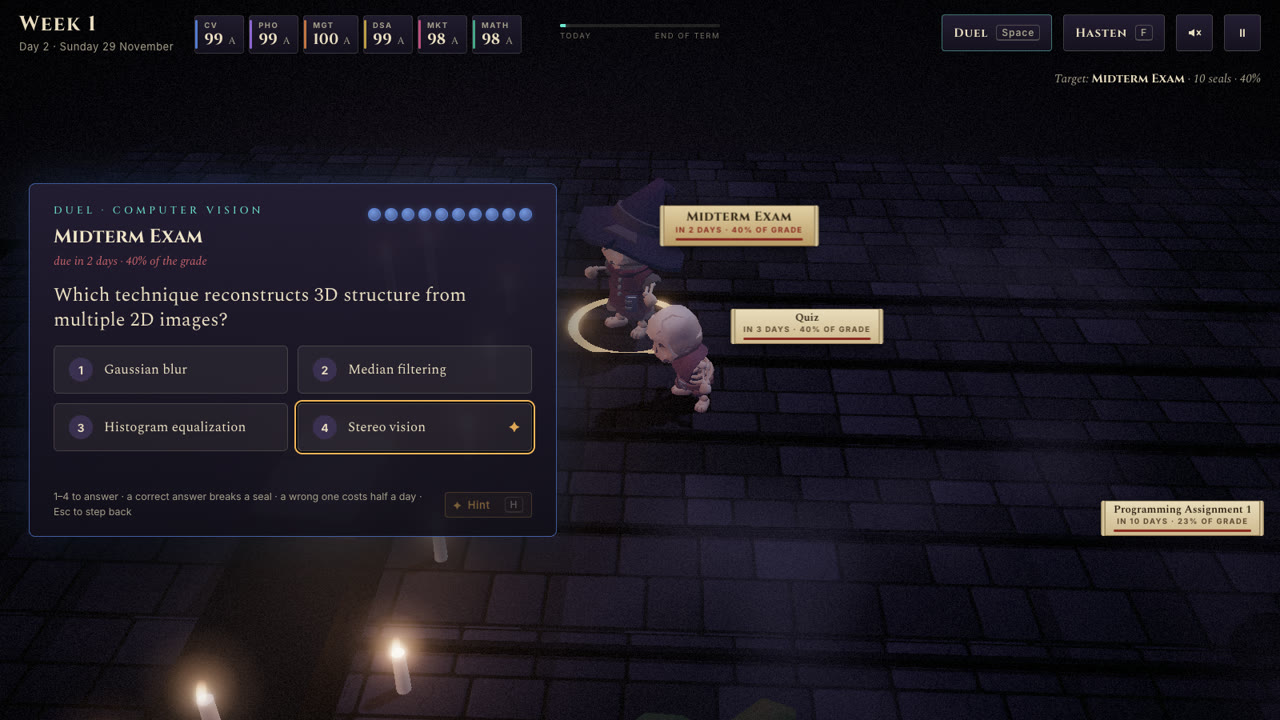 WEEK 1
Day 2 · Sunday 29 November
CV
99 A
PHO
99 A
MGT
100 A
DSA
99 A
MKT
98 A
MATH
98 A
TODAY
END OF TERM
DUEL Space
HASTEN F
Target: MIDTERM EXAM · 10 seals · 40%
DUEL · COMPUTER VISION
MIDTERM EXAM
due in 2 days · 40% of the grade
Which technique reconstructs 3D structure from
multiple 2D images?
1 Gaussian blur
2 Median filtering
3 Histogram equalization
4 Stereo vision
1–4 to answer · a correct answer breaks a seal · a wrong one costs half a day ·
Esc to step back
Hint H
MIDTERM EXAM
IN 2 DAYS · 40% OF GRADE
Quiz
IN 3 DAYS · 40% OF GRADE
Programming Assignment 1
IN 10 DAYS · 23% OF GRADE